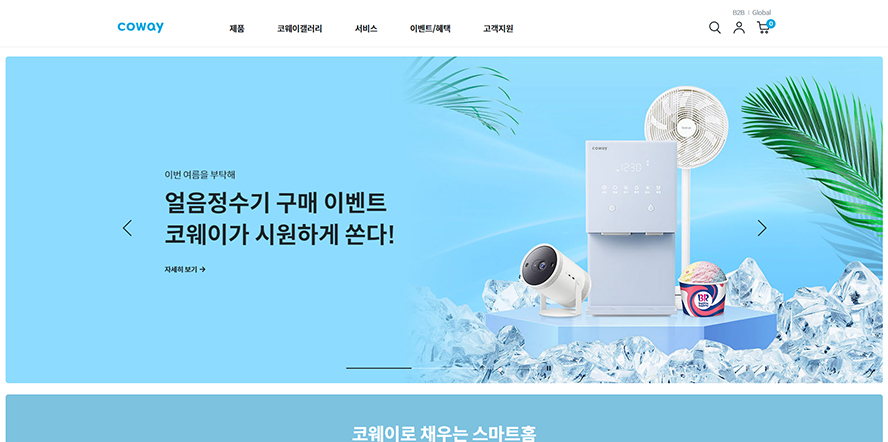 B2B | Global
coway
제품 코웨이갤러리 서비스 이벤트/혜택 고객지원
0
이번 여름을 부탁해
얼음정수기 구매 이벤트
코웨이가 시원하게 쏜다!
자세히 보기 →
COWAY
BR
코웨이로 채우는 스마트홈